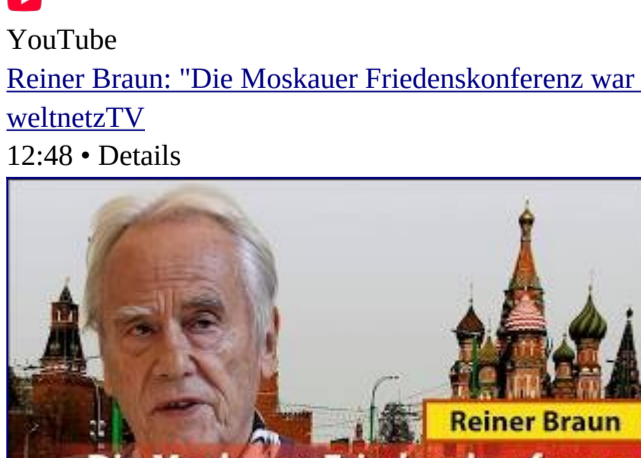 YouTube
Reiner Braun: "Die Moskauer Friedenskonferenz war
weltnetzTV
12:48 • Details
Reiner Braun